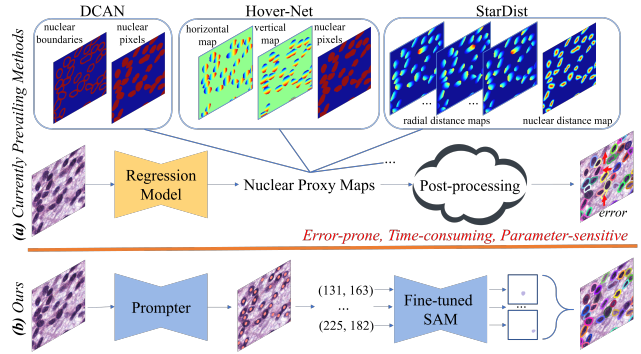 DCAN
Hover-Net
StarDist
nuclear
boundaries
nuclear
pixels
horizontal
map
vertical
map
nuclear
pixels
...
...
radial distance maps
nuclear distance map
(a) Currently Prevailing Methods
Regression
Model
Nuclear Proxy Maps
...
Post-processing
error
Error-prone, Time-consuming, Parameter-sensitive
(b) Ours
Prompter
(131, 163)
...
(225, 182)
Fine-tuned
SAM
...